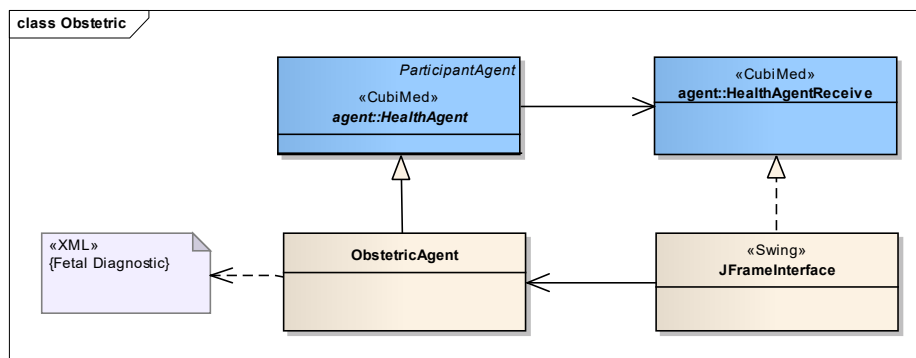 class Obstetric
ParticipantAgent
«CubiMed»
agent::HealthAgent
«CubiMed»
agent::HealthAgentReceive
«XML»
{Fetal Diagnostic}
ObstetricAgent
«Swing»
JFrameInterface